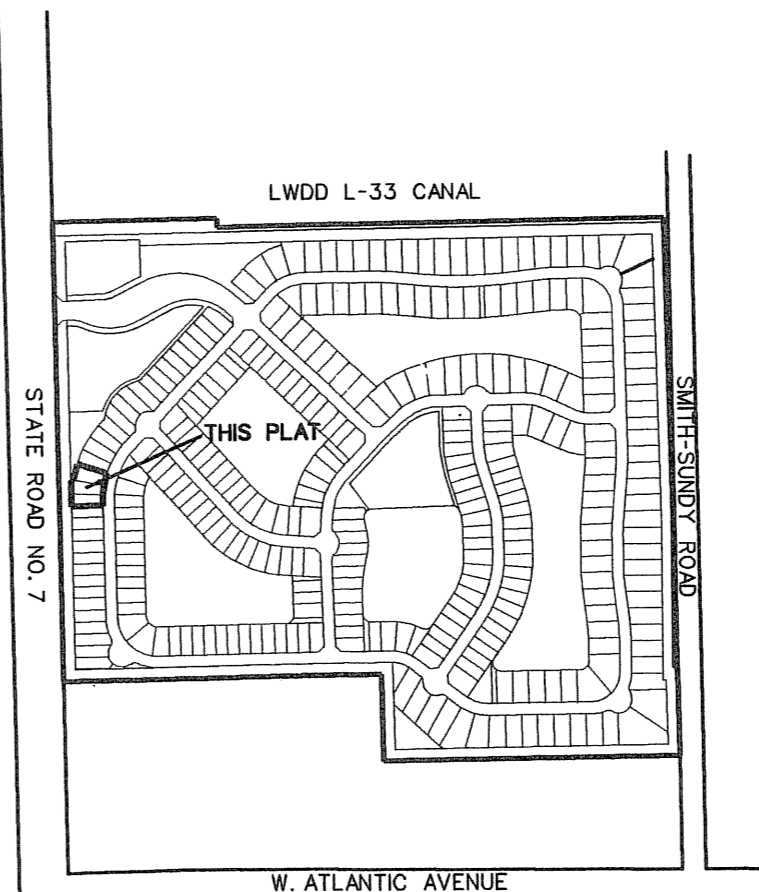 LWDD L-33 CANAL
STATE ROAD NO. 7
THIS PLAT
SMITH-SUNDY ROAD
W. ATLANTIC AVENUE